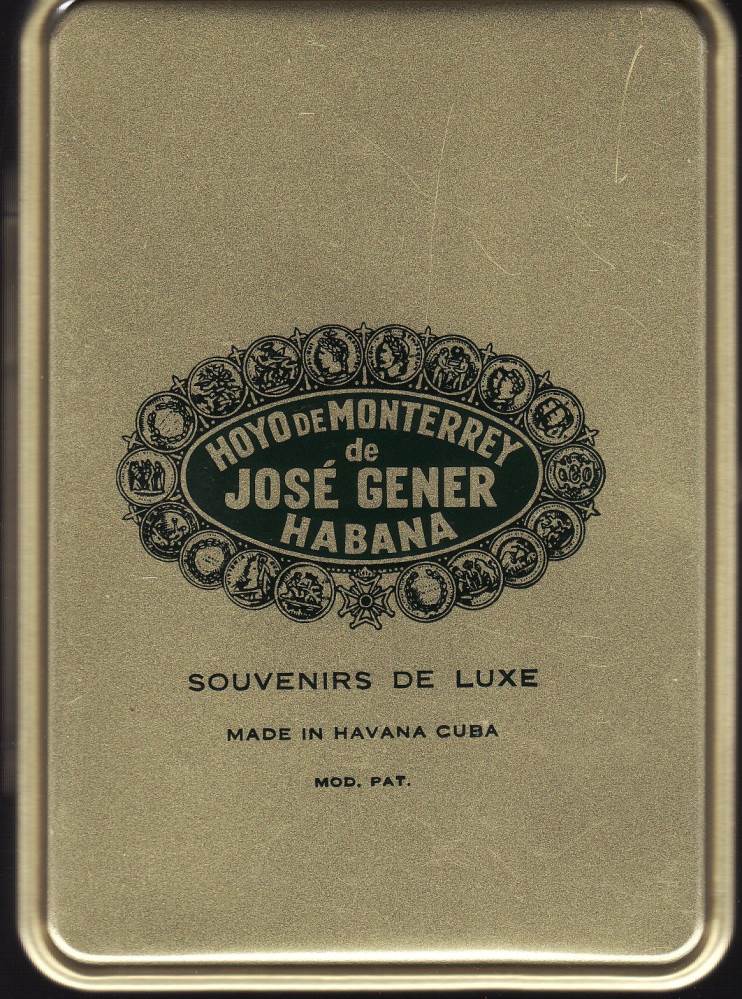 HOYO DE MONTERREY
de
JOSÉ GENER
HABANA
SOUVENIRS DE LUXE
MADE IN HAVANA CUBA
MOD. PAT.